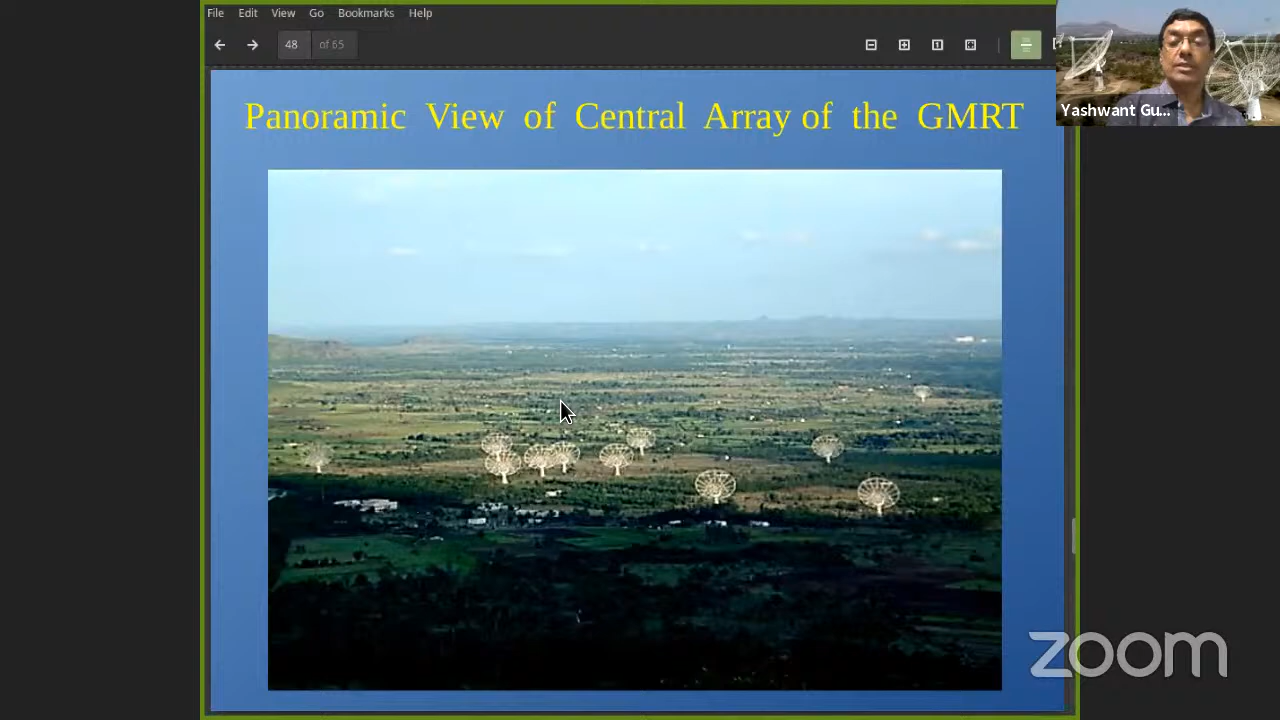 File Edit View Go Bookmarks Help
48 of 65
Yashwant Gu...
Panoramic View of Central Array of the GMRT
zoom